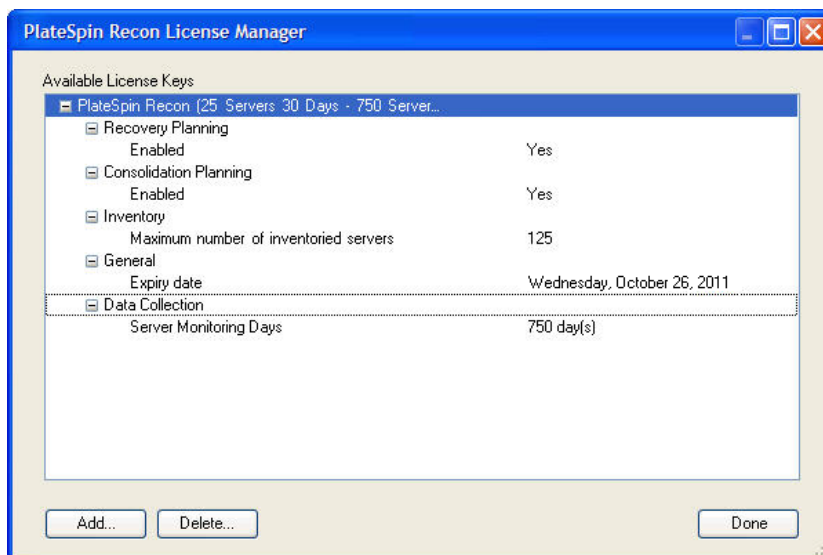 PlateSpin Recon License Manager
Available License Keys
PlateSpin Recon (25 Servers 30 Days - 750 Server...
Recovery Planning
Enabled Yes
Consolidation Planning
Enabled Yes
Inventory
Maximum number of inventoried servers 125
General
Expiry date Wednesday, October 26, 2011
Data Collection
Server Monitoring Days 750 day(s)
Add... Delete... Done